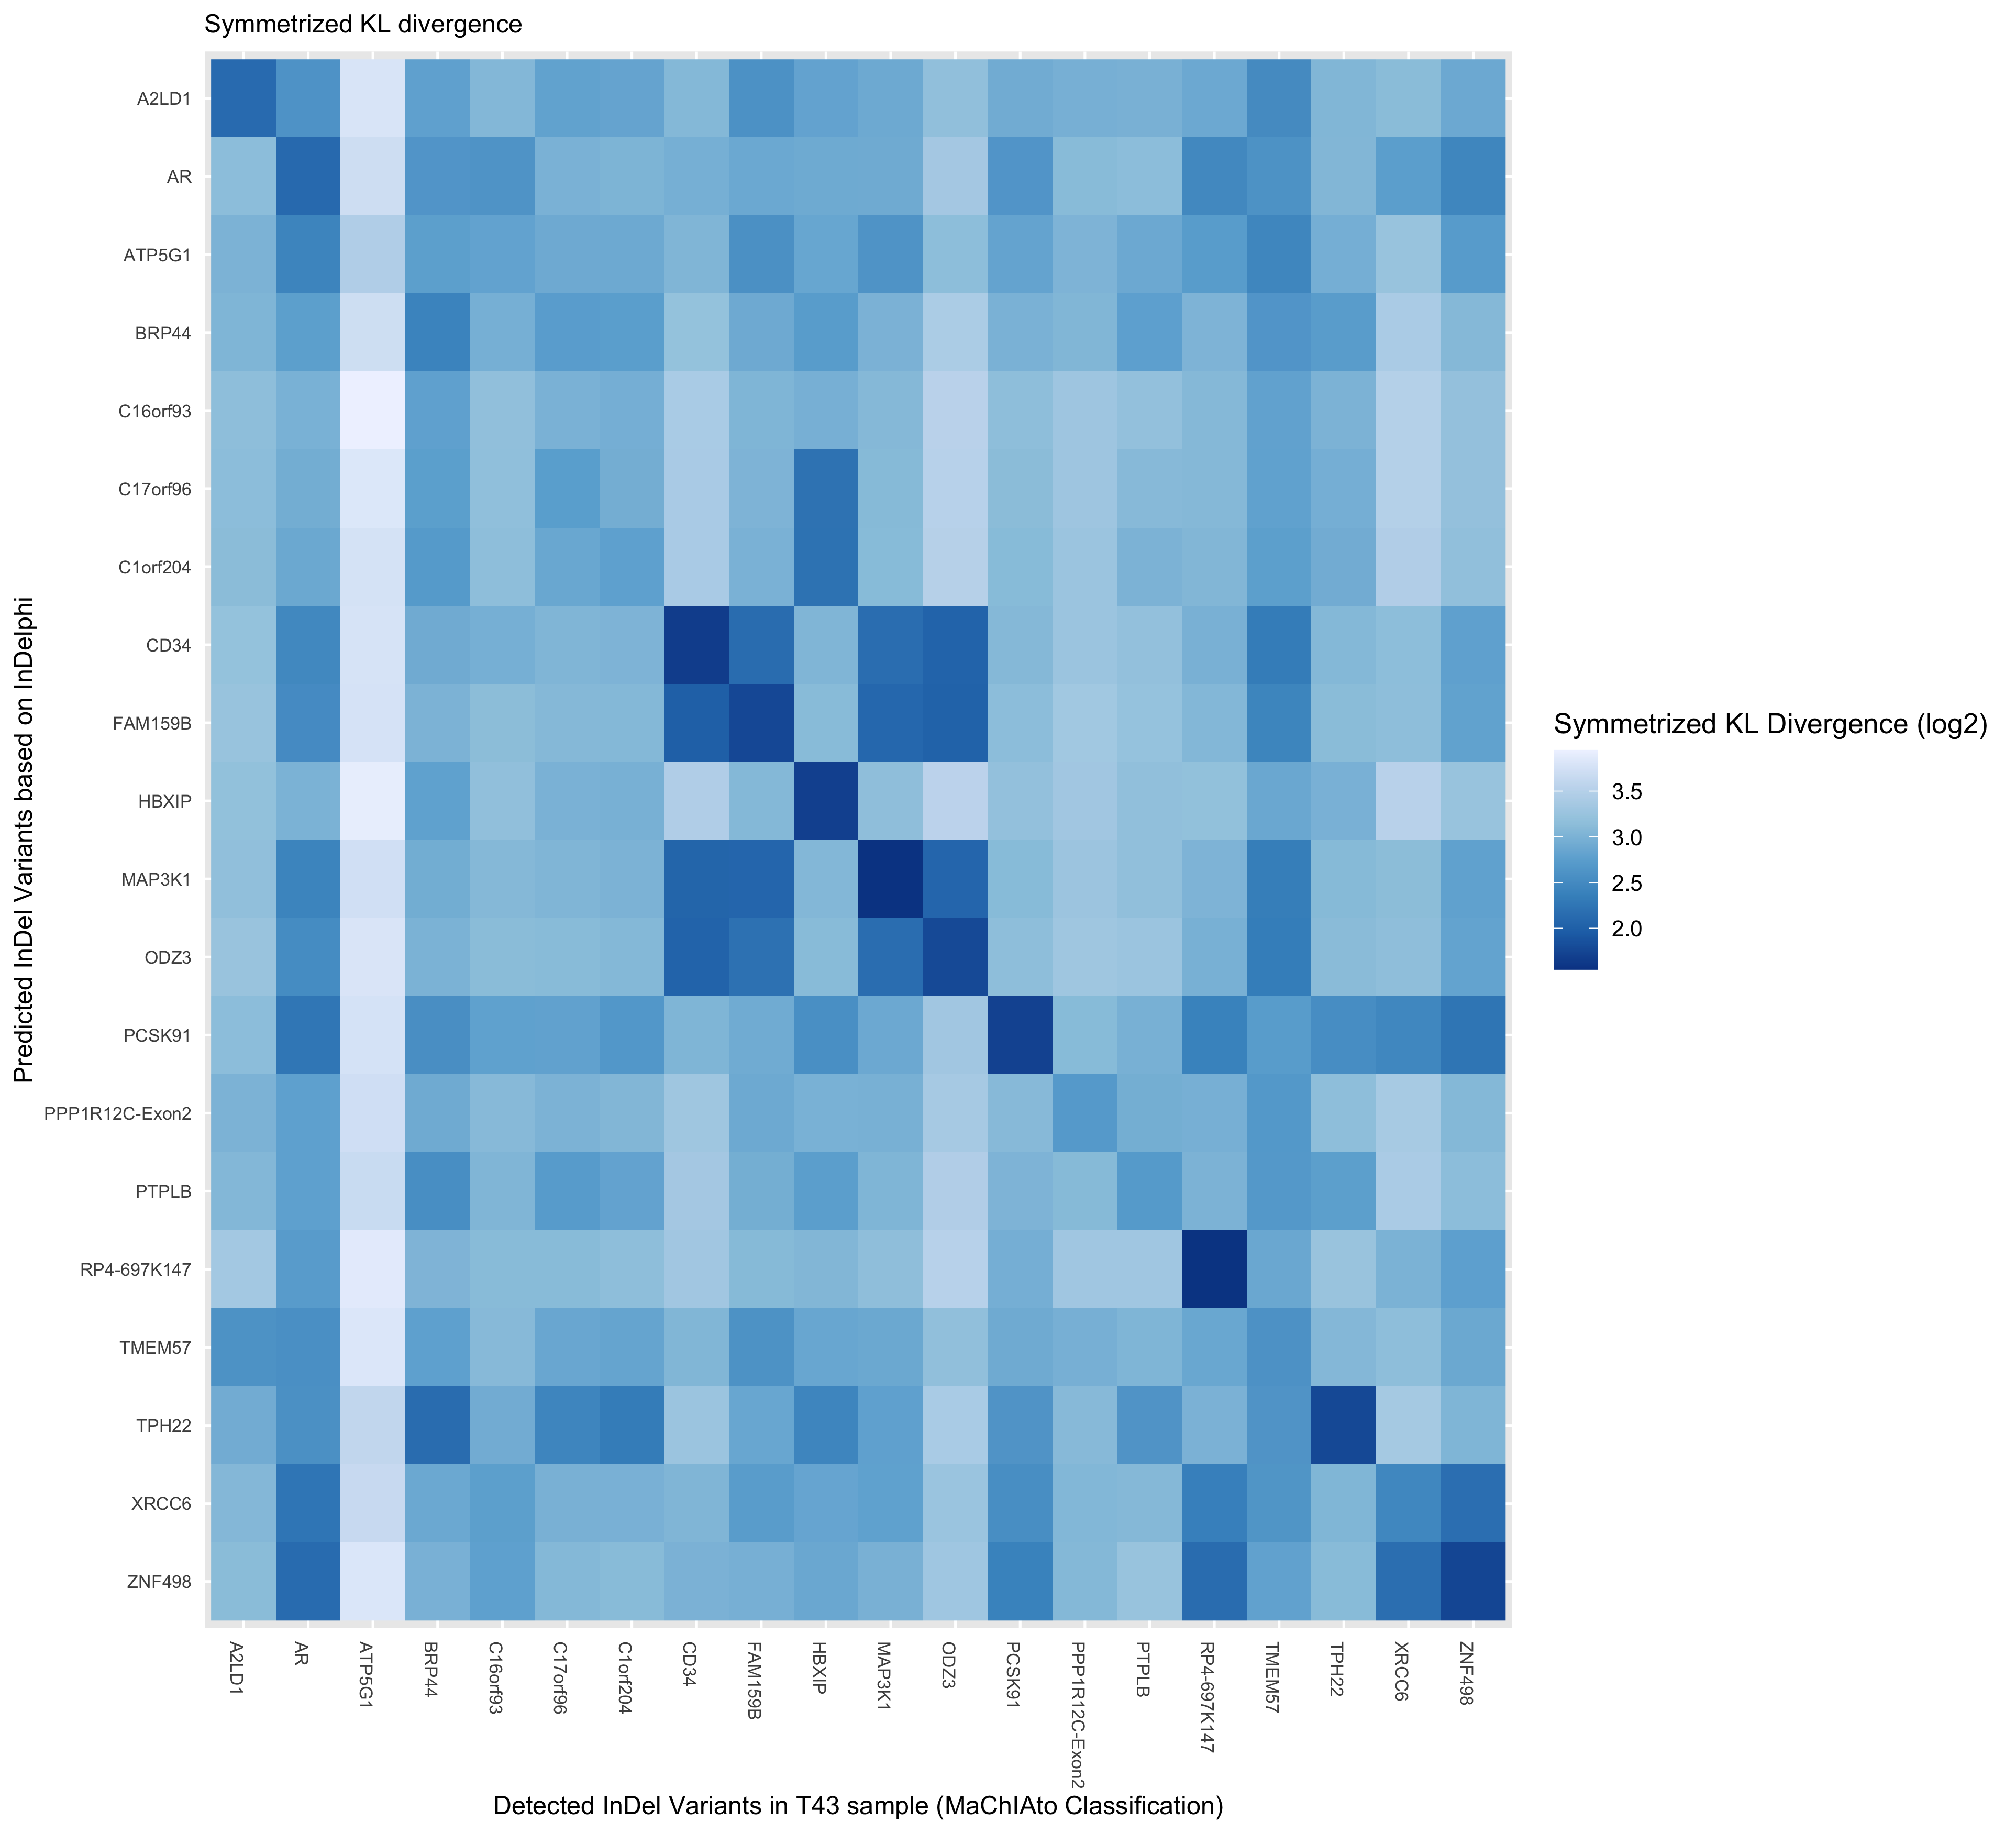 Symmetrized KL divergence
Predicted InDel Variants based on InDelphi
A2LD1
AR
ATP5G1
BRP44
C16orf93
C17orf96
C1orf204
CD34
FAM159B
HBXIP
MAP3K1
ODZ3
PCSK91
PPP1R12C-Exon2
PTPLB
RP4-697K147
TMEM57
TPH22
XRCC6
ZNF498
A2LD1
AR
ATP5G1
BRP44
C16orf93
C17orf96
C1orf204
CD34
FAM159B
HBXIP
MAP3K1
ODZ3
PCSK91
PPP1R12C-Exon2
PTPLB
RP4-697K147
TMEM57
TPH22
XRCC6
ZNF498
Detected InDel Variants in T43 sample (MaChIAto Classification)
Symmetrized KL Divergence (log2)
3.5
3.0
2.5
2.0